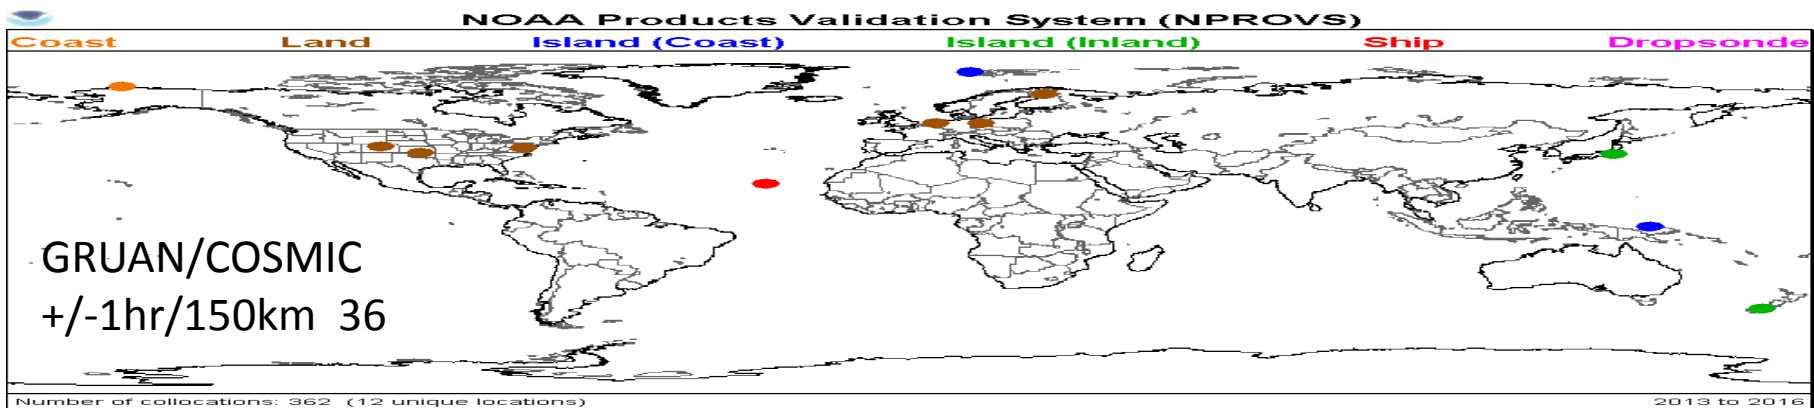 NOAA Products Validation System (NPROVS)
Coast Land Island (Coast) Island (Inland) Ship Dropsonde
GRUAN/COSMIC
+/-1hr/150km 36
Number of collocations: 362 (12 unique locations) 2013 to 2016